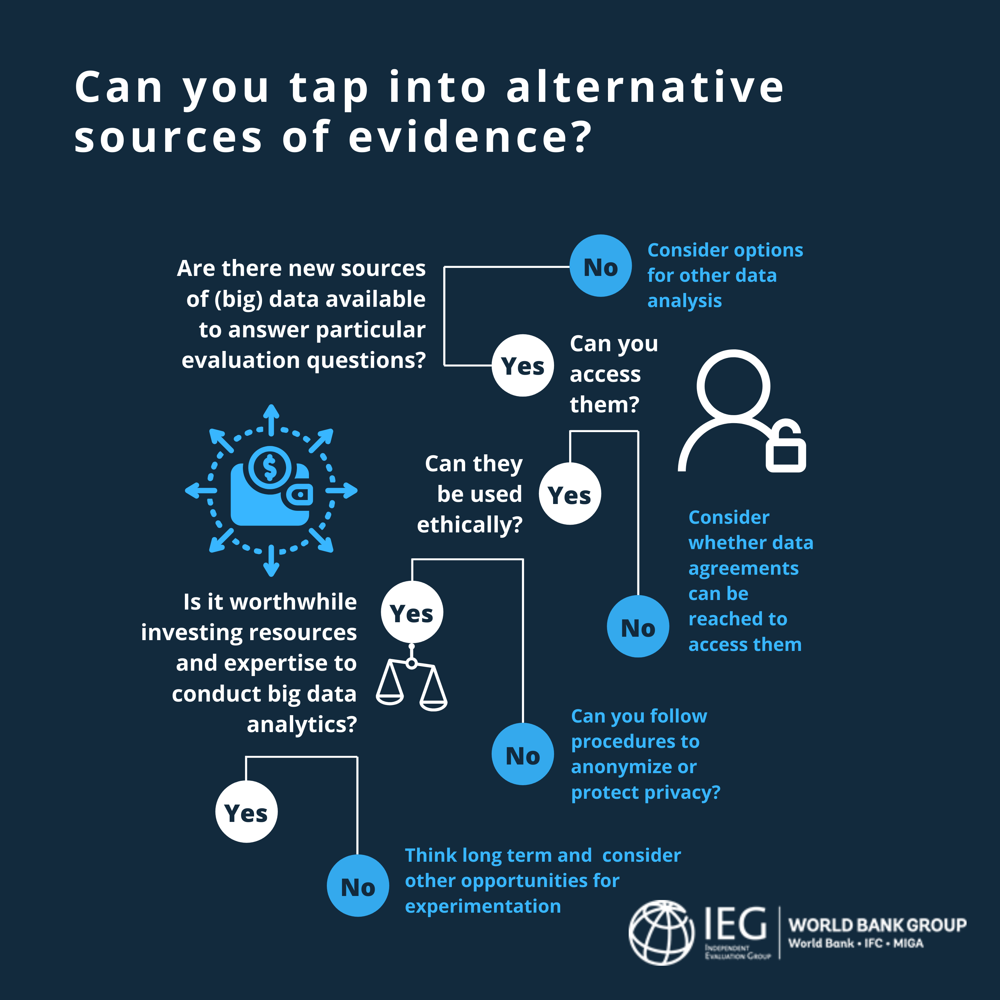 Can you tap into alternative
sources of evidence?
Are there new sources
of (big) data available
to answer particular
evaluation questions?
No
Consider options
for other data
analysis
Yes
Can you
access
them?
Can they
be used
ethically?
Yes
No
Consider
whether data
agreements
can be
reached to
access them
Is it worthwhile
investing resources
and expertise to
conduct big data
analytics?
Yes
No
Can you follow
procedures to
anonymize or
protect privacy?
Yes
No
Think long term and  consider
other opportunities for
experimentation
$
IEG
INDEPENDENT
EVALUATION GROUP
WORLD BANK GROUP
World Bank • IFC • MIGA